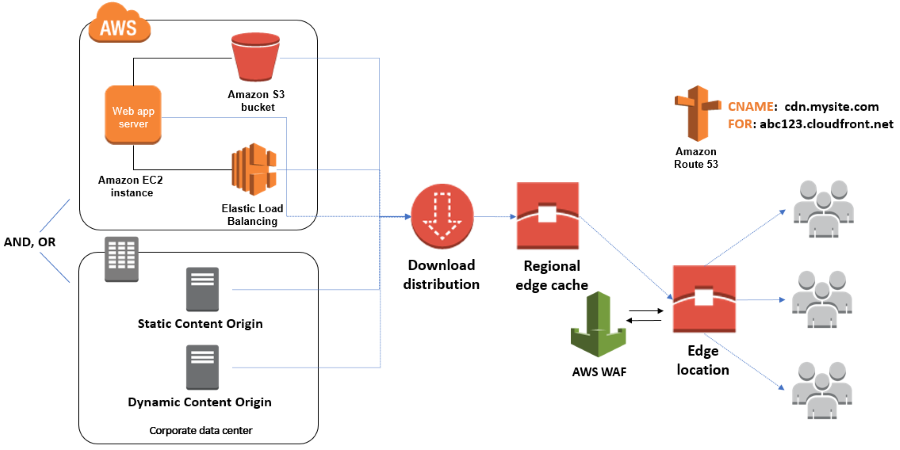 AWS
Amazon S3
bucket
Web app
server
Amazon EC2
instance
Elastic Load
Balancing
AND, OR
Static Content Origin
Dynamic Content Origin
Corporate data center
Download
distribution
Regional
edge cache
AWS WAF
Edge
location
CNAME: cdn.mysite.com
FOR: abc123.cloudfront.net
Amazon
Route 53